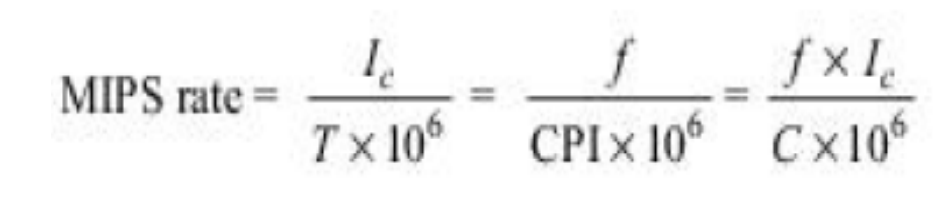 MIPS rate = I_c / (T × 10^6) = f / (CPI × 10^6) = (f × I_c) / (C × 10^6)